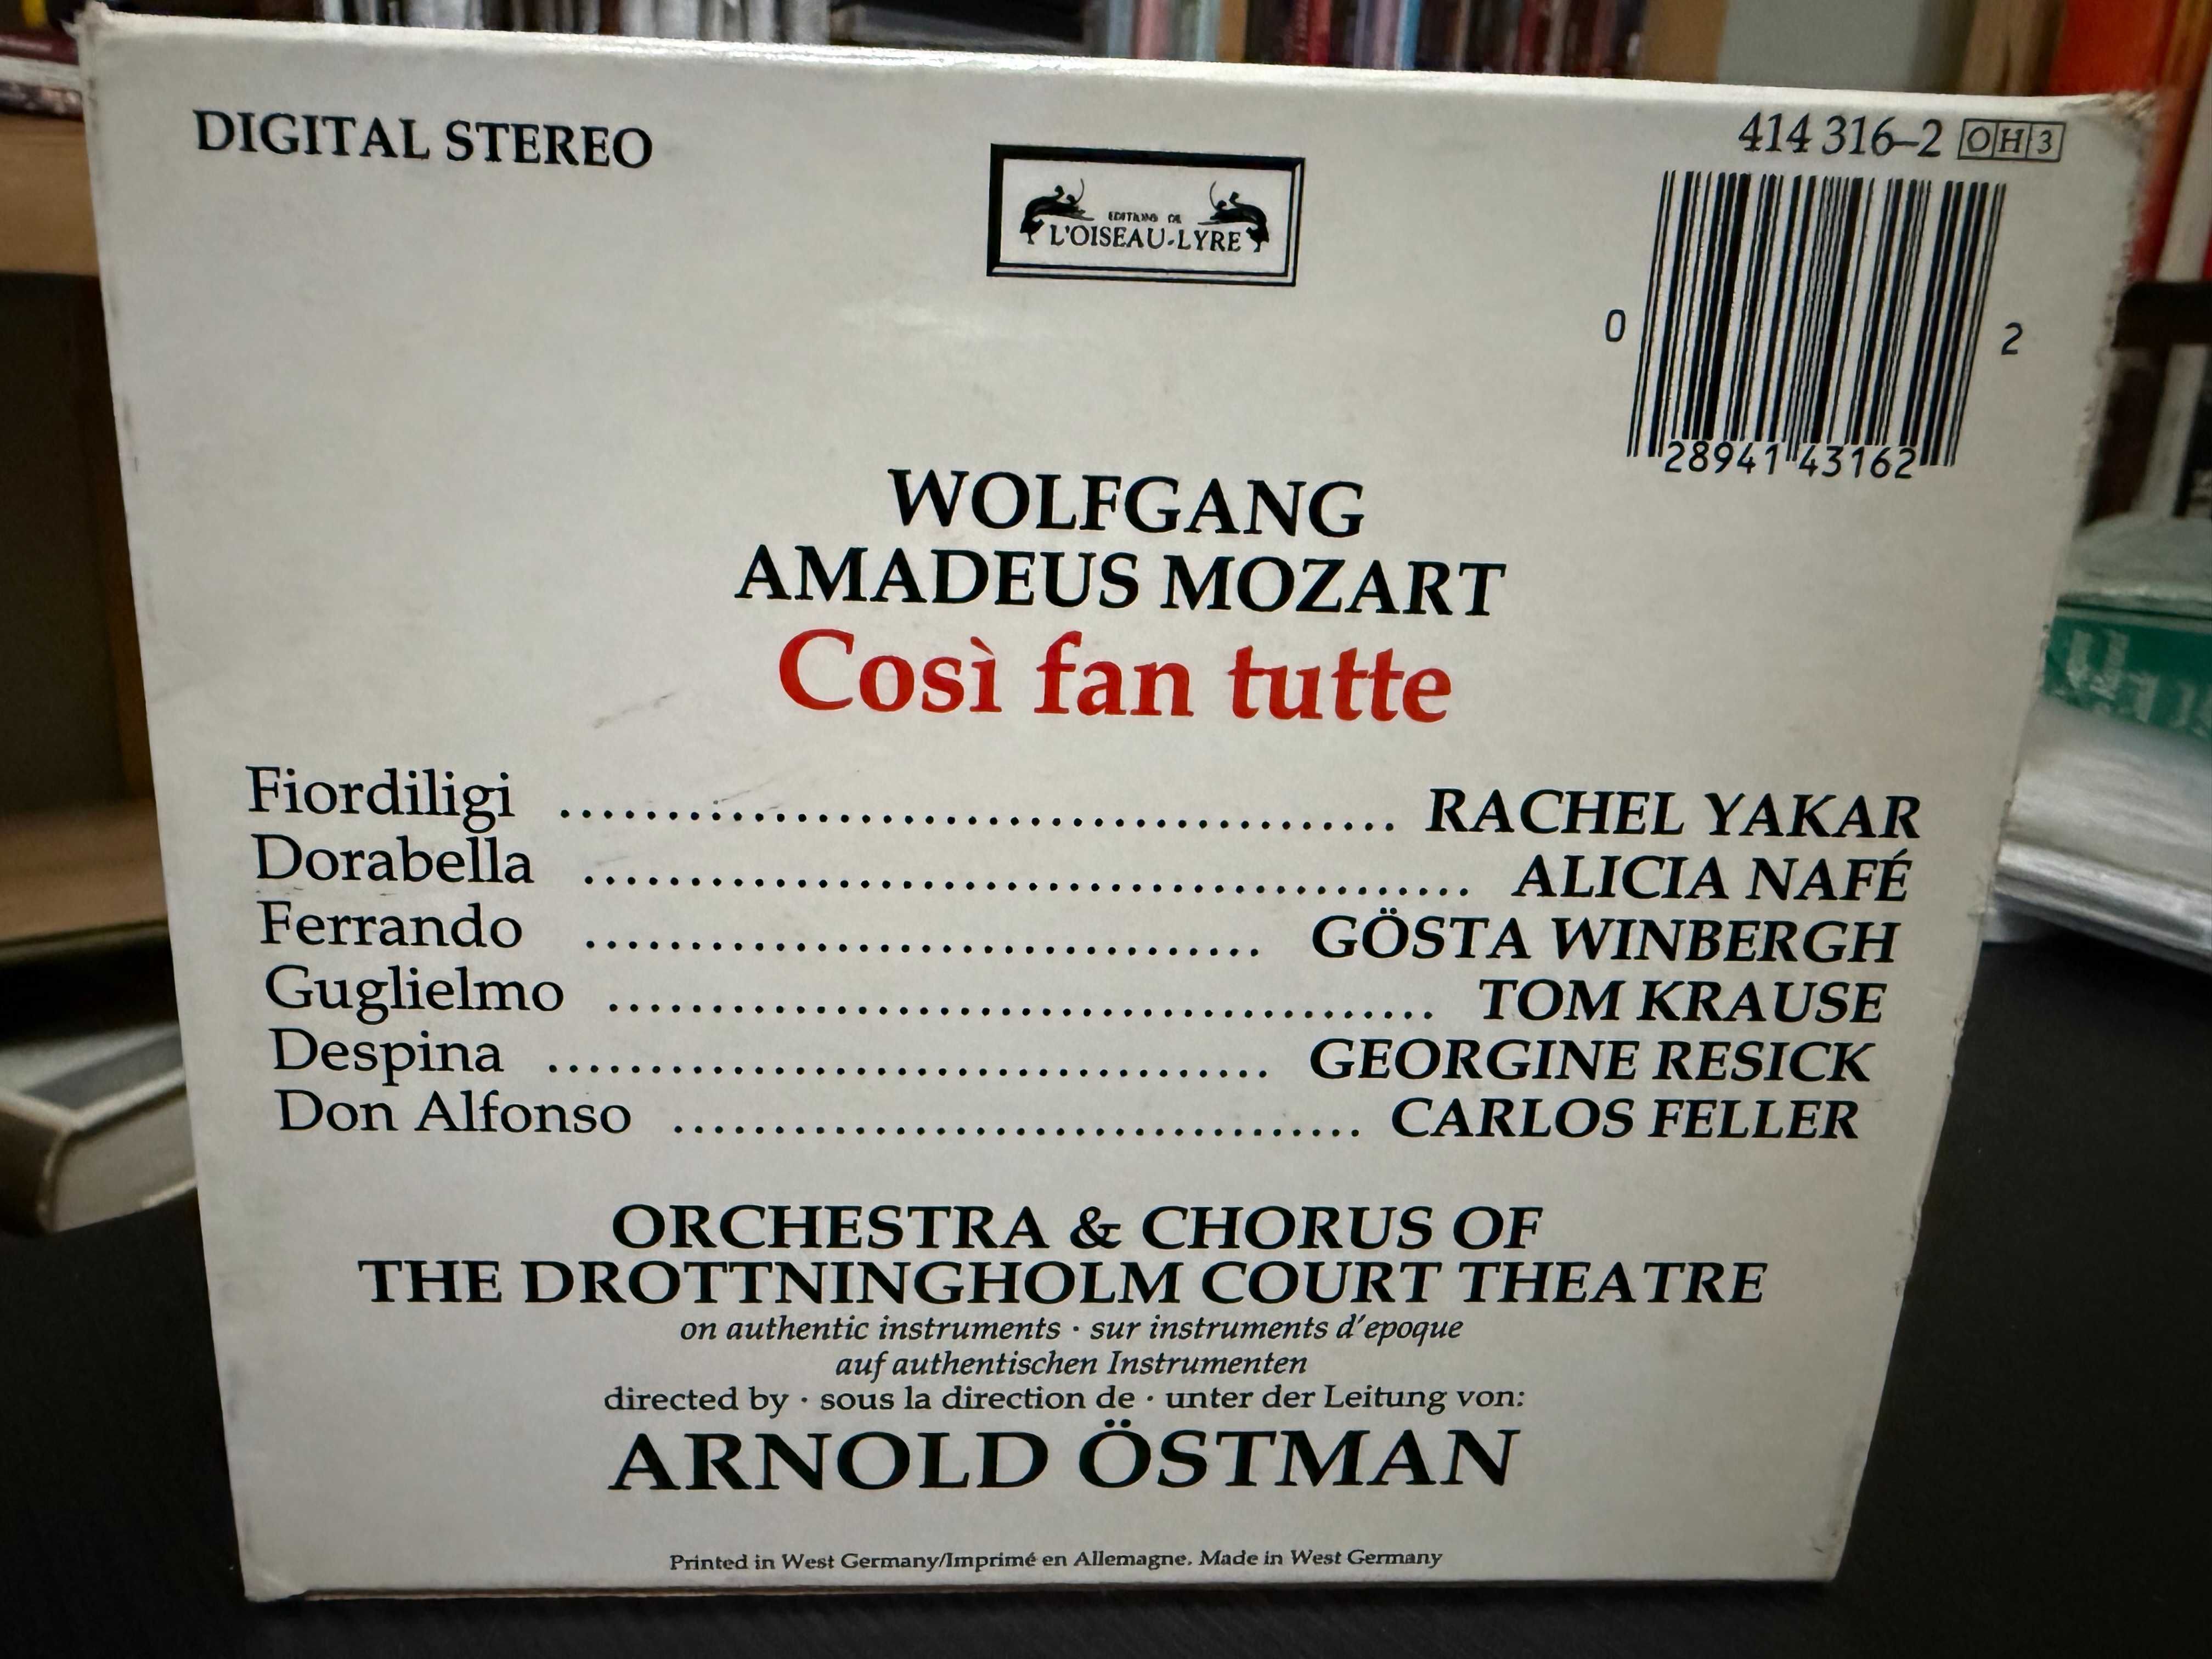 DIGITAL STEREO
EDITIONS DE
L'OISEAU-LYRE
414 316–2 OH3
0 28941 43162 2
WOLFGANG
AMADEUS MOZART
Così fan tutte
Fiordiligi ........................................ RACHEL YAKAR
Dorabella .......................................... ALICIA NAFÉ
Ferrando ................................ GÖSTA WINBERGH
Guglielmo ....................................... TOM KRAUSE
Despina ................................... GEORGINE RESICK
Don Alfonso ................................. CARLOS FELLER
ORCHESTRA & CHORUS OF
THE DROTTNINGHOLM COURT THEATRE
on authentic instruments · sur instruments d'epoque
auf authentischen Instrumenten
directed by · sous la direction de · unter der Leitung von:
ARNOLD ÖSTMAN
Printed in West Germany/Imprimé en Allemagne. Made in West Germany